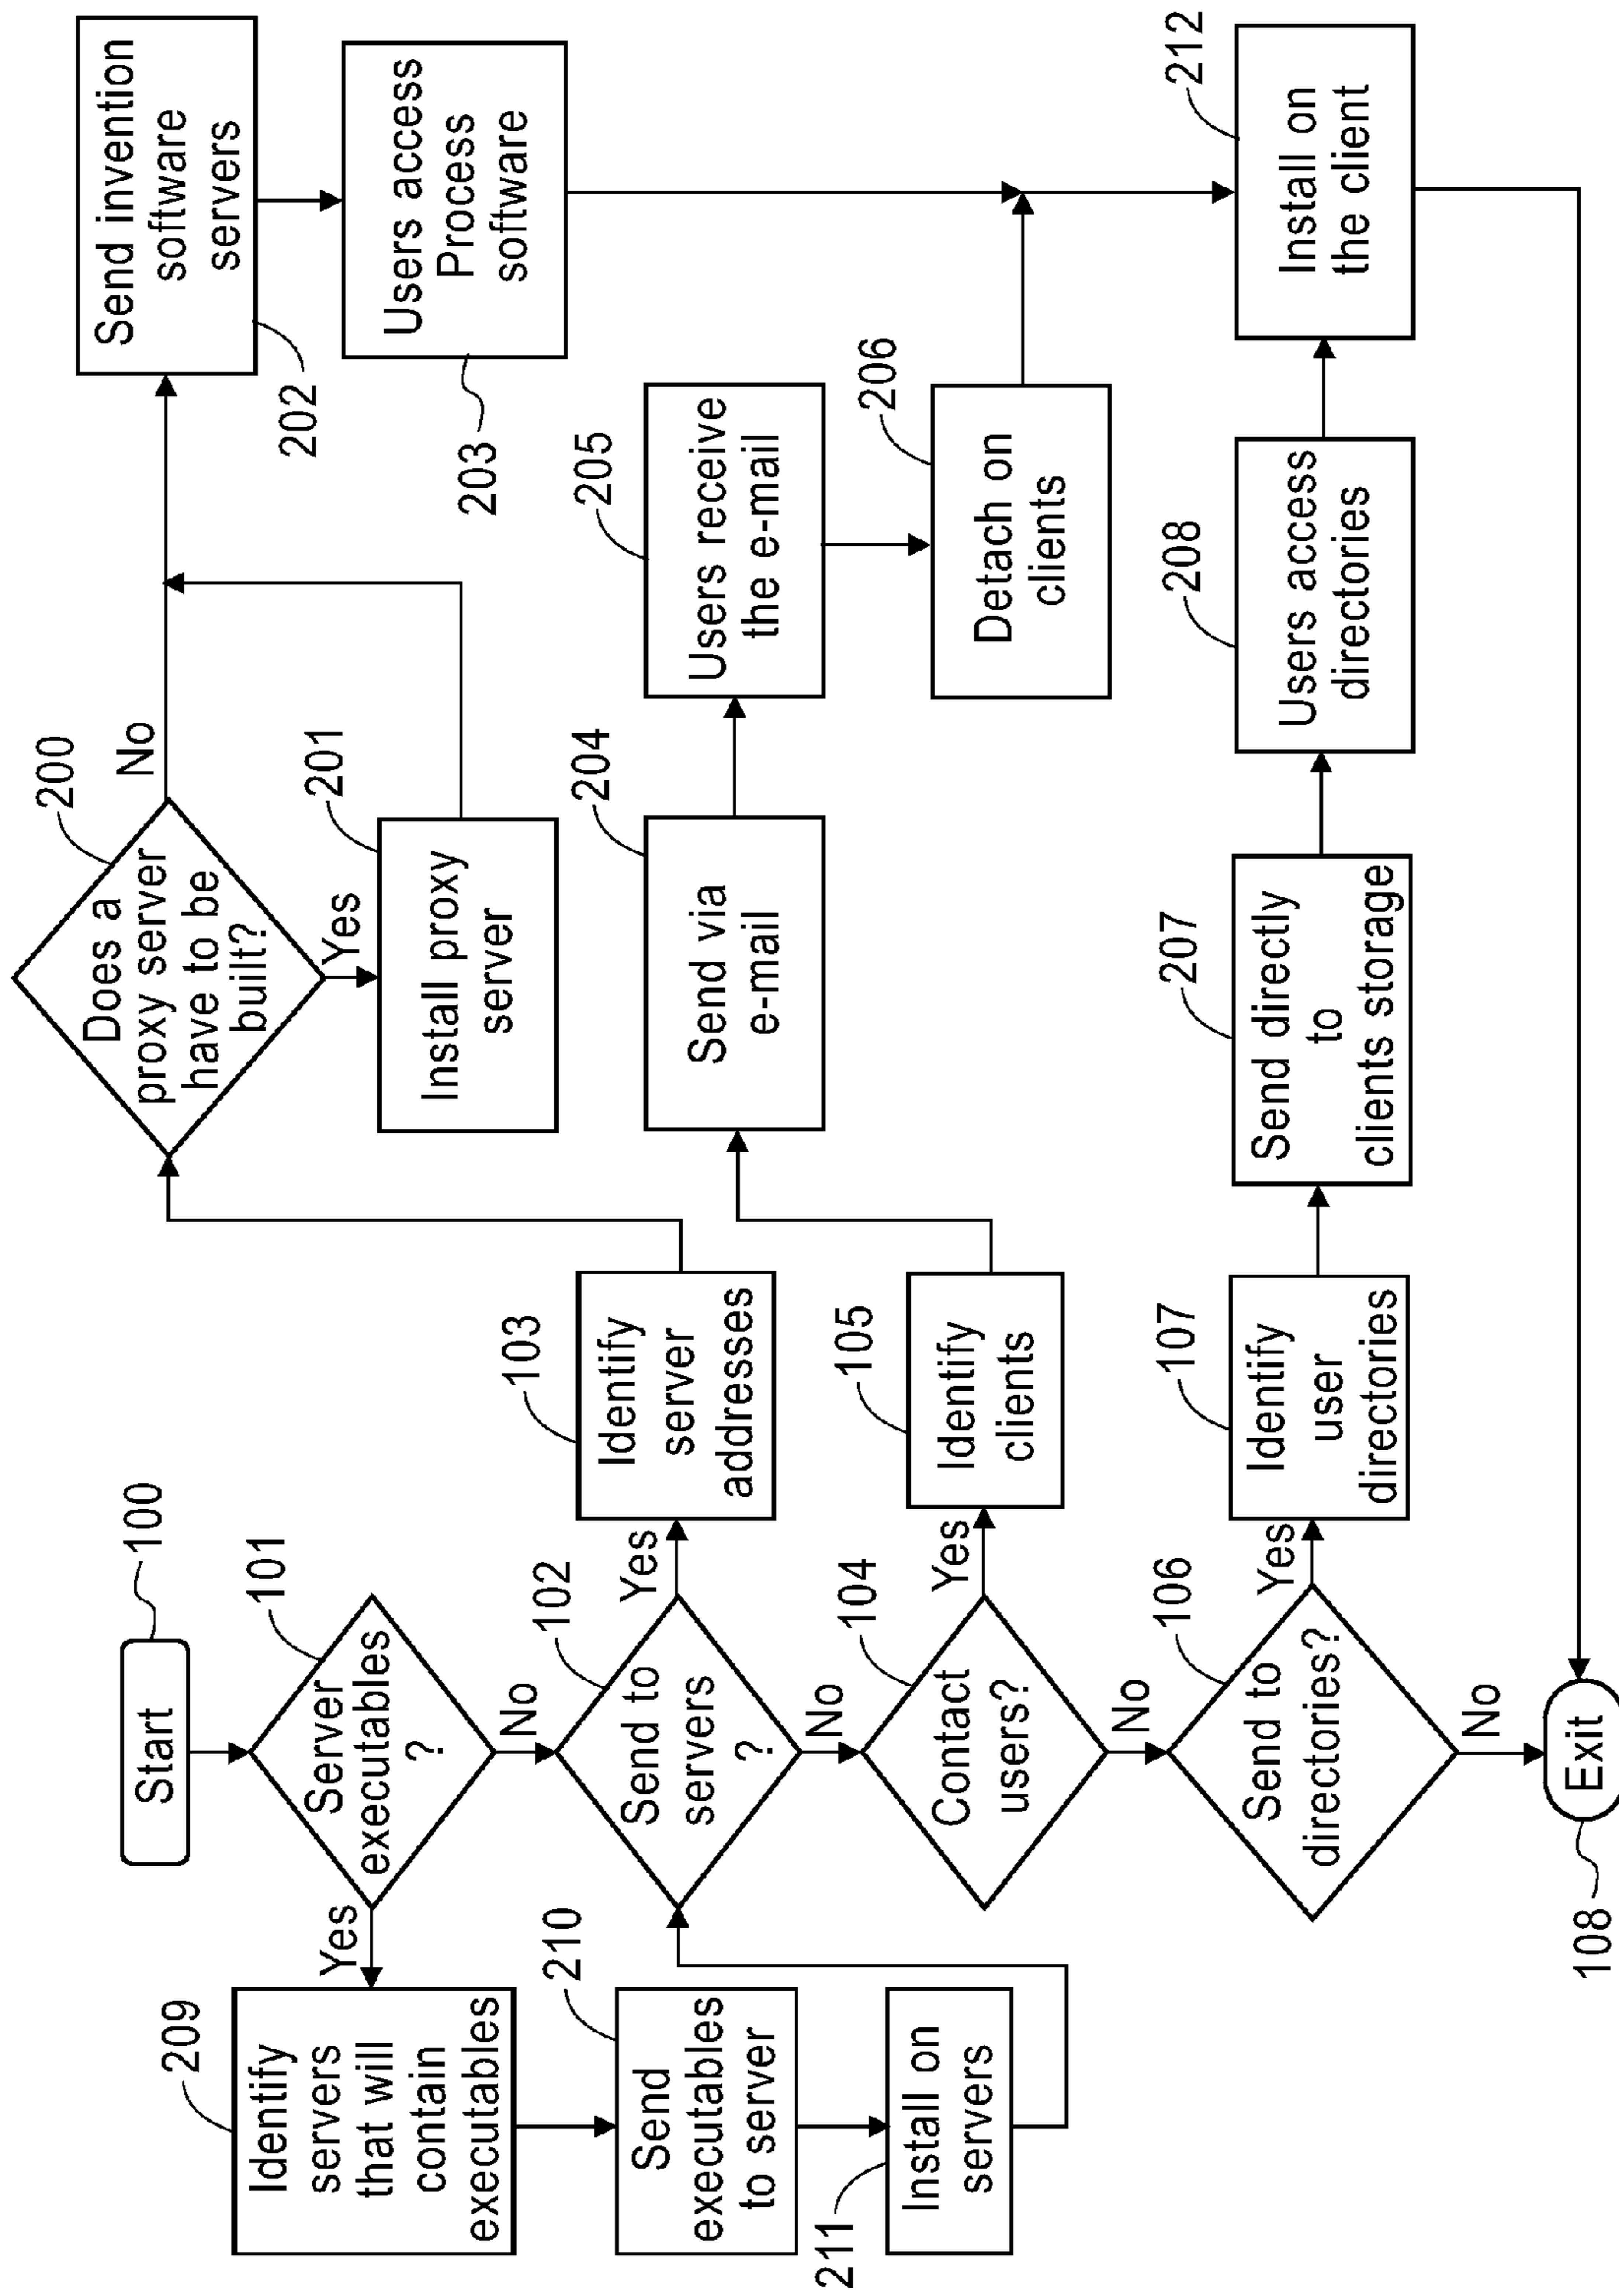 100
Start
101
Server
executables
?
Yes
No
209
Identify
servers
that will
contain
executables
210
Send
executables
to server
211
Install on
servers
102
Send to
servers
?
Yes
No
103
Identify
server
addresses
104
Contact
users?
Yes
No
105
Identify
clients
106
Send to
directories?
Yes
No
107
Identify
user
directories
108
Exit
200
Does a
proxy server
have to be
built?
No
Yes
201
Install proxy
server
202
Send invention
software
servers
203
Users access
Process
software
204
Send via
e-mail
205
Users receive
the e-mail
206
Detach on
clients
207
Send directly
to
clients storage
208
Users access
directories
212
Install on
the client